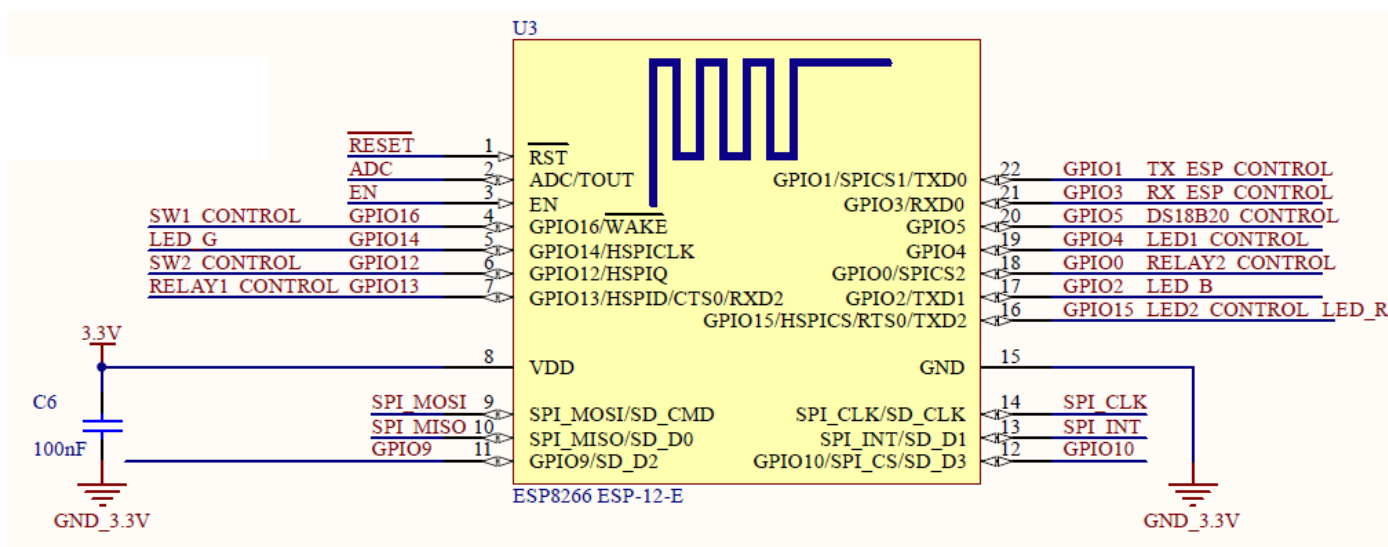 U3
RESET 1 RST
ADC 2 ADC/TOUT
EN 3 EN
SW1_CONTROL GPIO16 4 GPIO16/WAKE
LED_G GPIO14 5 GPIO14/HSPICLK
SW2_CONTROL GPIO12 6 GPIO12/HSPIQ
RELAY1_CONTROL GPIO13 7 GPIO13/HSPID/CTS0/RXD2
GPIO1/SPICS1/TXD0 22 GPIO1 TX_ESP_CONTROL
GPIO3/RXD0 21 GPIO3 RX_ESP_CONTROL
GPIO5 20 GPIO5 DS18B20_CONTROL
GPIO4 19 GPIO4 LED1_CONTROL
GPIO0/SPICS2 18 GPIO0 RELAY2_CONTROL
GPIO2/TXD1 17 GPIO2 LED_B
GPIO15/HSPICS/RTS0/TXD2 16 GPIO15 LED2_CONTROL LED_R
3.3V
8 VDD
GND 15
C6
100nF
SPI_MOSI 9 SPI_MOSI/SD_CMD
SPI_MISO 10 SPI_MISO/SD_D0
GPIO9 11 GPIO9/SD_D2
SPI_CLK/SD_CLK 14 SPI_CLK
SPI_INT/SD_D1 13 SPI_INT
GPIO10/SPI_CS/SD_D3 12 GPIO10
ESP8266 ESP-12-E
GND_3.3V
GND_3.3V